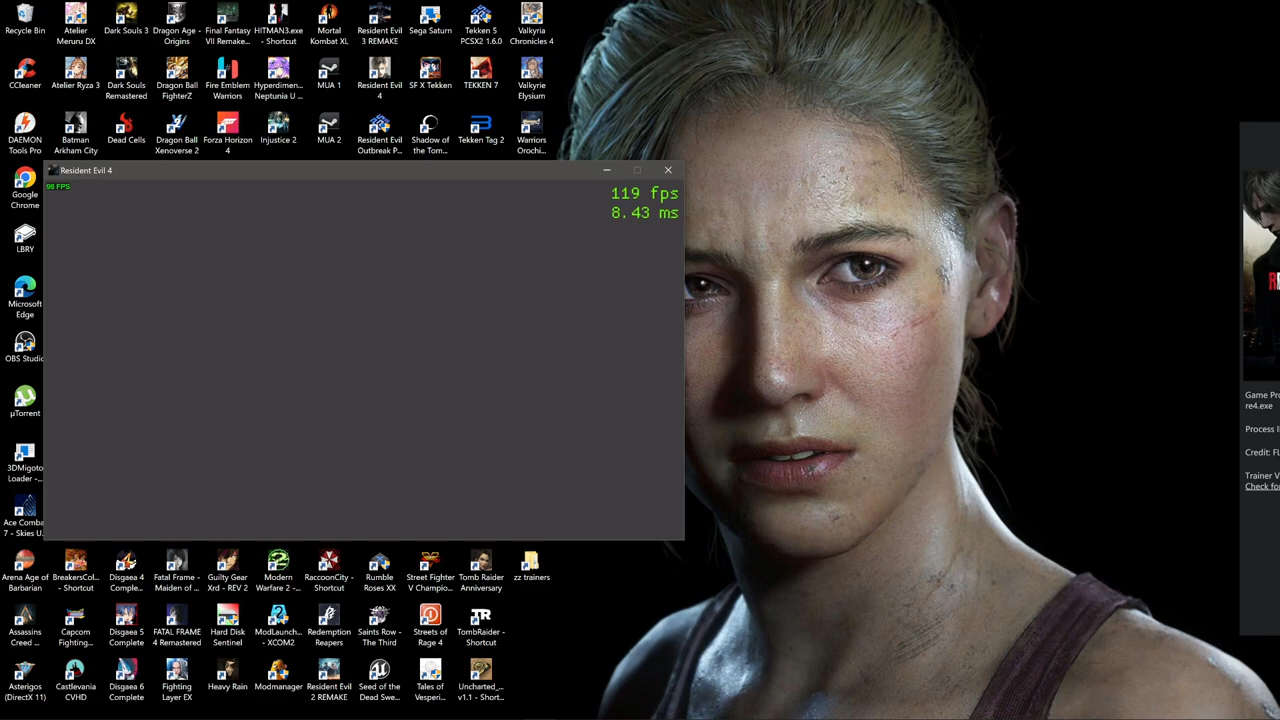 Recycle Bin
Atelier
Meruru DX
Dark Souls 3
Dragon Age -
Origins
Final Fantasy
VII Remake...
HITMAN3.exe
- Shortcut
Mortal
Kombat XL
Resident Evil
3 REMAKE
Sega Saturn
Tekken 5
PCSX2 1.6.0
Valkyria
Chronicles 4
CCleaner
Atelier Ryza 3
Dark Souls
Remastered
Dragon Ball
FighterZ
Fire Emblem
Warriors
Hyperdimen...
Neptunia U ...
MUA 1
Resident Evil
4
SF X Tekken
TEKKEN 7
Valkyrie
Elysium
DAEMON
Tools Pro
Batman
Arkham City
Dead Cells
Dragon Ball
Xenoverse 2
Forza Horizon
4
Injustice 2
MUA 2
Resident Evil
Outbreak P...
Shadow of
the Tom...
Tekken Tag 2
Warriors
Orochi...
Resident Evil 4
98 FPS
119 fps
8.43 ms
Google
Chrome
LBRY
Microsoft
Edge
OBS Studio
µTorrent
3DMigoto
Loader -...
Ace Comba
7 - Skies U..
Game Pro
re4.exe
Process I
Credit: FL
Trainer V
Check fo
Arena Age of
Barbarian
BreakersCol...
- Shortcut
Disgaea 4
Comple...
Fatal Frame -
Maiden of ...
Guilty Gear
Xrd - REV 2
Modern
Warfare 2 -...
RaccoonCity -
Shortcut
Rumble
Roses XX
Street Fighter
V Champio...
Tomb Raider
Anniversary
zz trainers
Assassins
Creed ...
Capcom
Fighting...
Disgaea 5
Complete
FATAL FRAME
4 Remastered
Hard Disk
Sentinel
ModLaunch...
- XCOM2
Redemption
Reapers
Saints Row -
The Third
Streets of
Rage 4
TR
TombRaider -
Shortcut
Asterigos
(DirectX 11)
Castlevania
CVHD
Disgaea 6
Complete
Fighting
Layer EX
Heavy Rain
Modmanager
Resident Evil
2 REMAKE
Seed of the
Dead Swe...
Tales of
Vesperi...
Uncharted_...
v1.1 - Short...